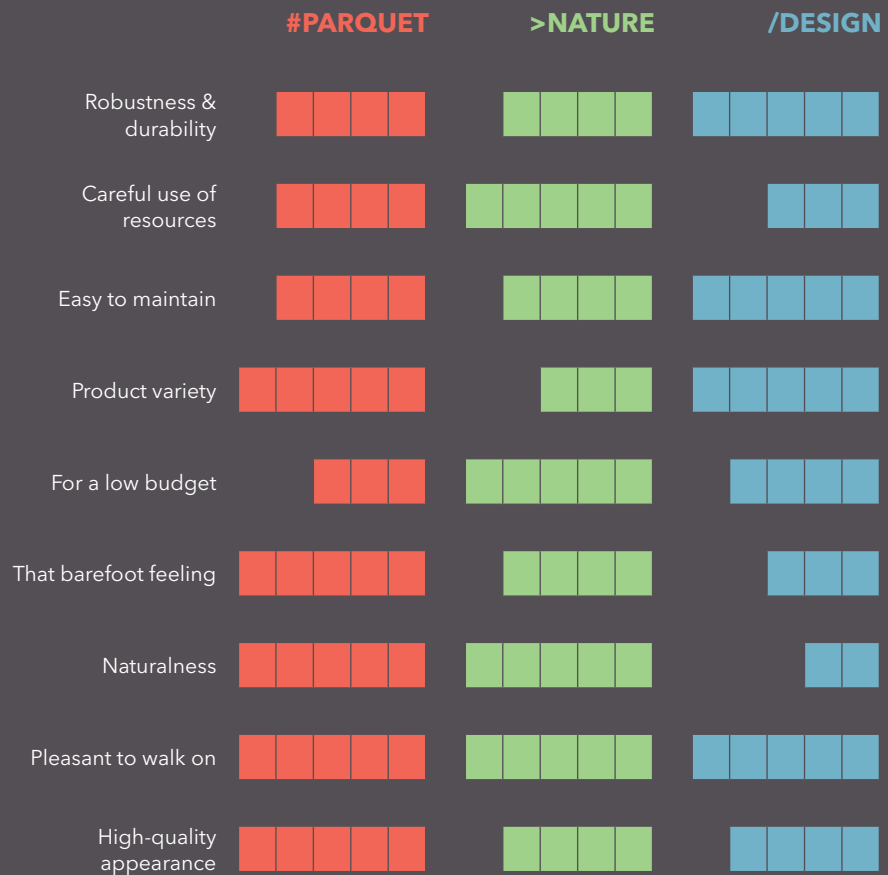 #PARQUET >NATURE /DESIGN
Robustness &
durability
Careful use of
resources
Easy to maintain
Product variety
For a low budget
That barefoot feeling
Naturalness
Pleasant to walk on
High-quality
appearance